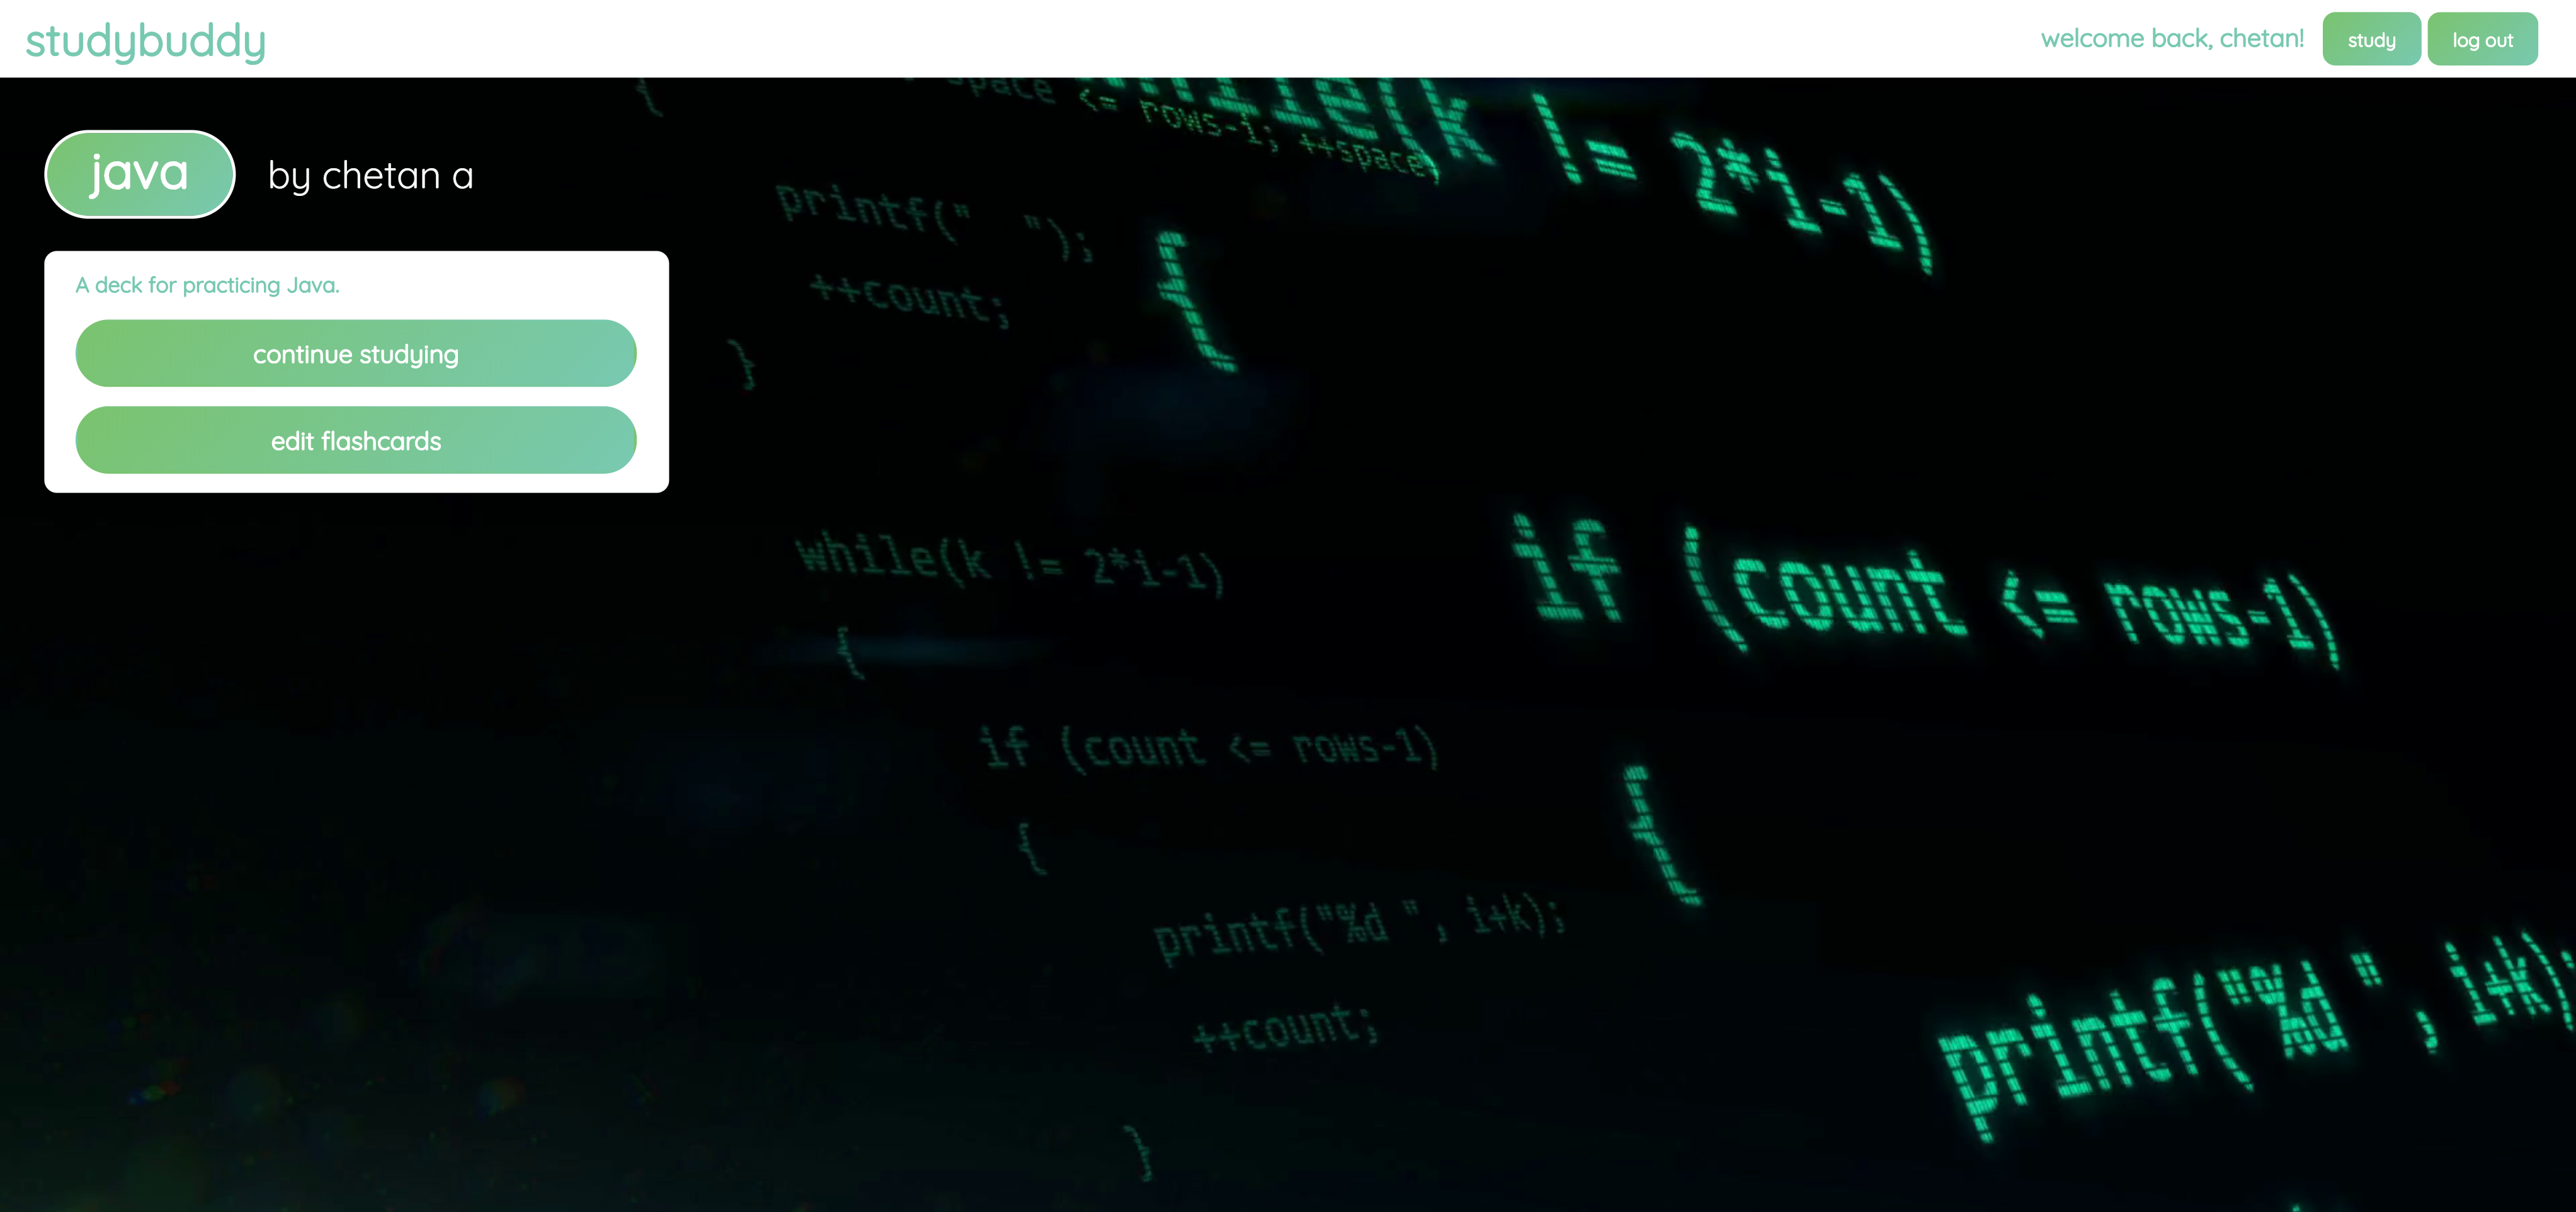 studybuddy
welcome back, chetan!
study
log out
java
by chetan a
A deck for practicing Java.
continue studying
edit flashcards
{
space <= rows-1; ++space)
while(k != 2*i-1)
printf("  ");
{
++count;
}
while(k != 2*i-1)
if (count <= rows-1)
{
if (count <= rows-1)
{
{
printf("%d ", i+k);
printf("%d ", i+k);
++count;
}